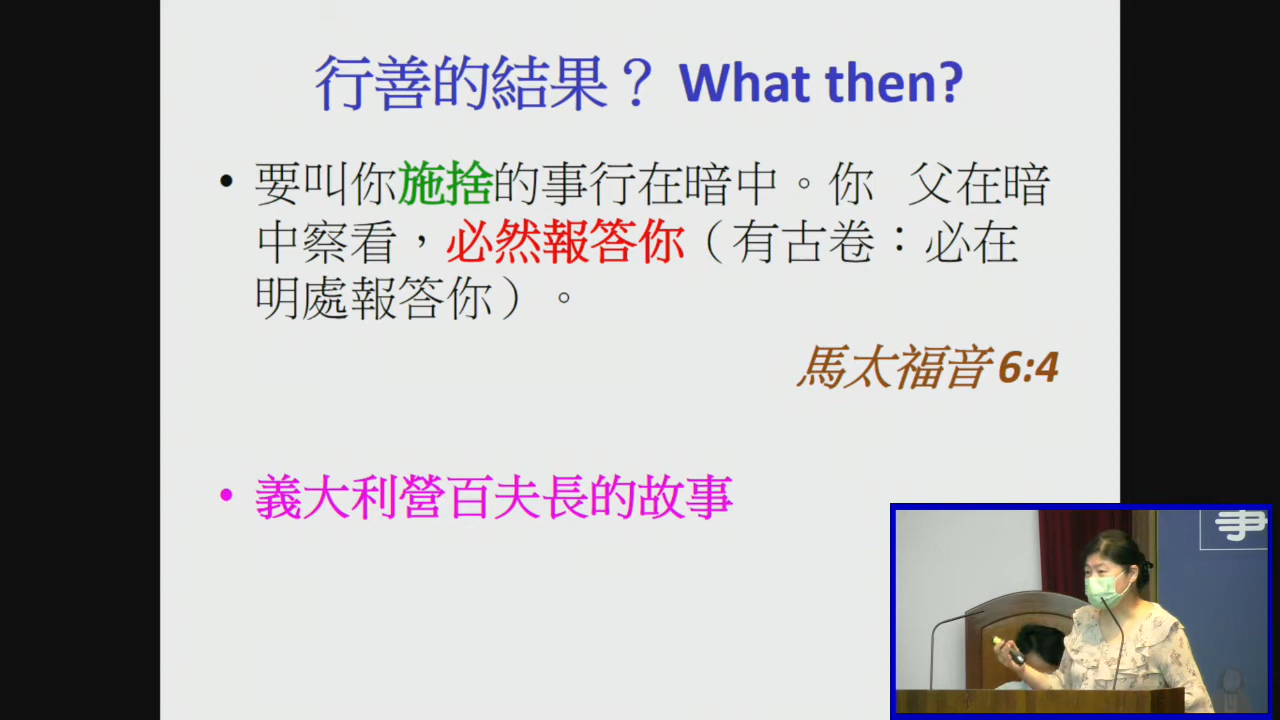 行善的結果？ What then?
• 要叫你施捨的事行在暗中。你 父在暗
中察看，必然報答你（有古卷：必在
明處報答你）。
馬太福音 6:4
• 義大利營百夫長的故事
事